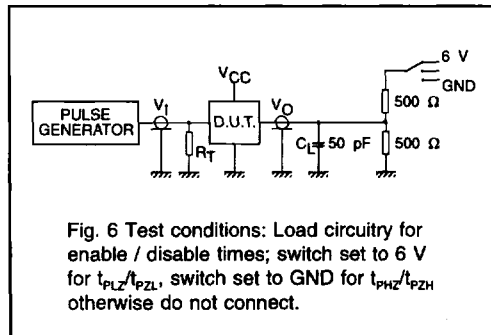 6 V
GND
V_CC
PULSE
GENERATOR
V_I
D.U.T.
V_O
500 Ω
R_T
C_L
50 pF
500 Ω
Fig. 6 Test conditions: Load circuitry for
enable / disable times; switch set to 6 V
for t_PLZ/t_PZL, switch set to GND for t_PHZ/t_PZH
otherwise do not connect.